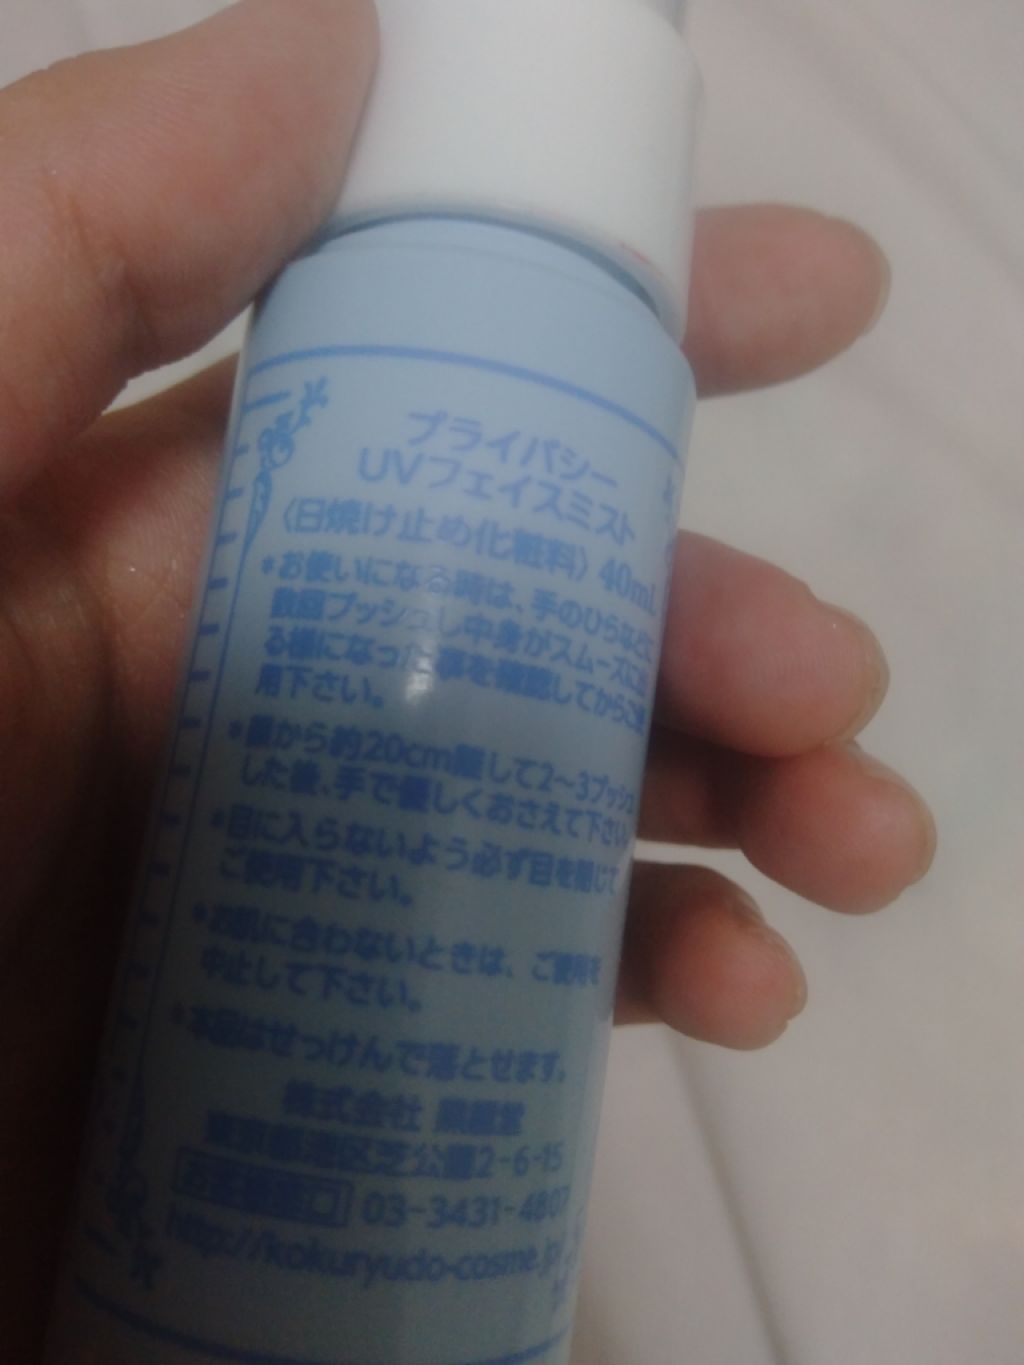 プライバシー
UVフェイスミスト
〈日焼け止め化粧料〉 40mL
*お使いになる時は、手のひらなどに
数回プッシュし中身がスムーズに出
る様になった事を確認してからご使
用下さい。
*顔から約20cm離して2〜3プッシュ
した後、手で優しくおさえて下さい。
*目に入らないよう必ず目を閉じて
ご使用下さい。
*お肌に合わないときは、ご使用を
中止して下さい。
*本品はせっけんで落とせます。
株式会社 黒龍堂
東京都港区芝公園2-6-15
お客様窓口 03-3431-4807
http://kokuryudo-cosme.jp/